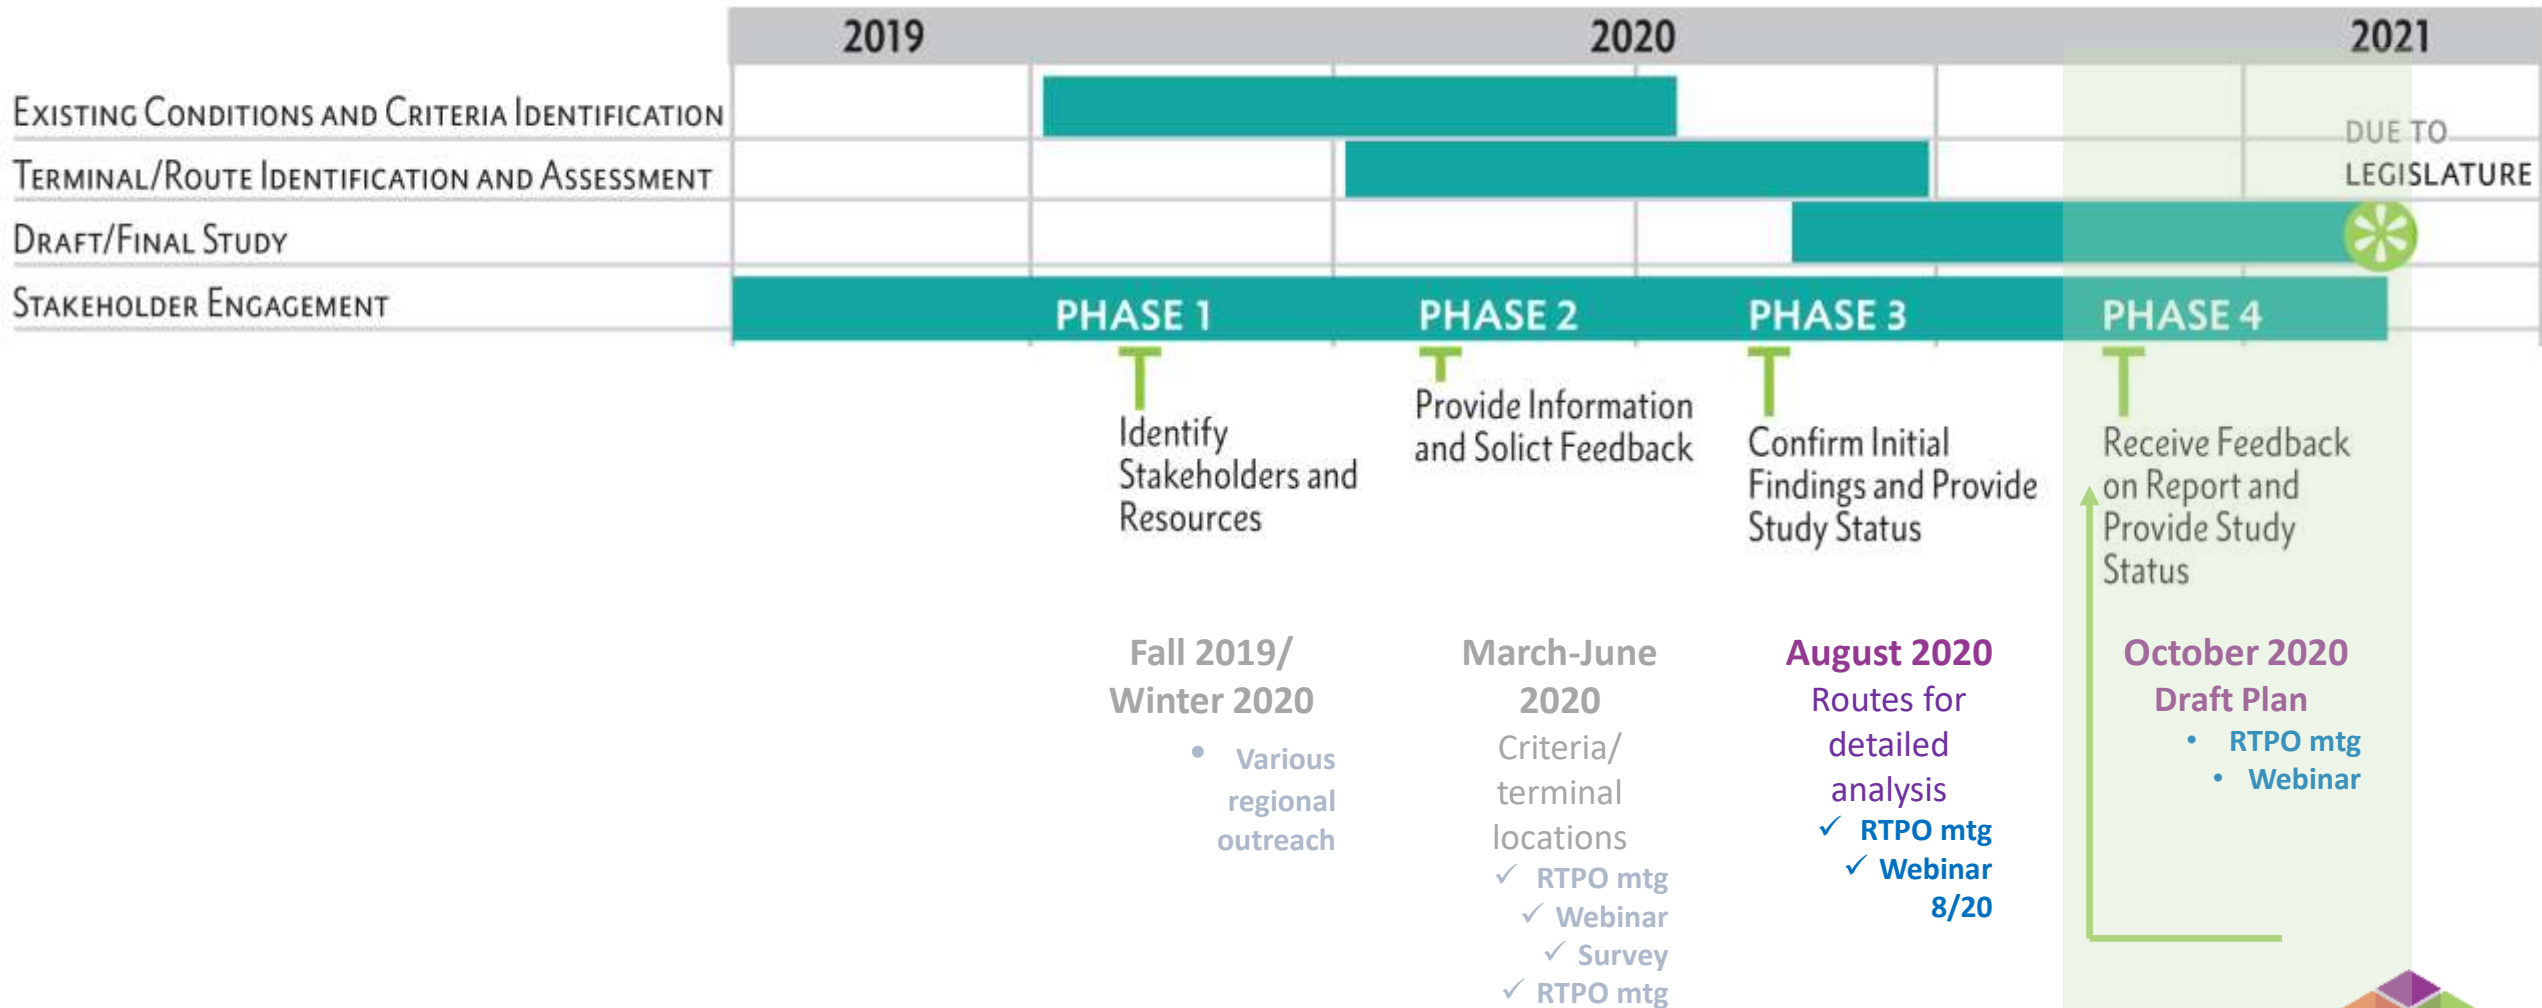 2019 2020 2021
EXISTING CONDITIONS AND CRITERIA IDENTIFICATION
DUE TO
TERMINAL/ROUTE IDENTIFICATION AND ASSESSMENT
LEGISLATURE
DRAFT/FINAL STUDY
STAKEHOLDER ENGAGEMENT
PHASE 1 PHASE 2 PHASE 3 PHASE 4
Identify
Stakeholders and
Resources
Provide Information
and Solict Feedback
Confirm Initial
Findings and Provide
Study Status
Receive Feedback
on Report and
Provide Study
Status
Fall 2019/
Winter 2020
• Various
regional
outreach
March-June
2020
Criteria/
terminal
locations
✓ RTPO mtg
✓ Webinar
✓ Survey
✓ RTPO mtg
August 2020
Routes for
detailed
analysis
✓ RTPO mtg
✓ Webinar
8/20
October 2020
Draft Plan
• RTPO mtg
• Webinar